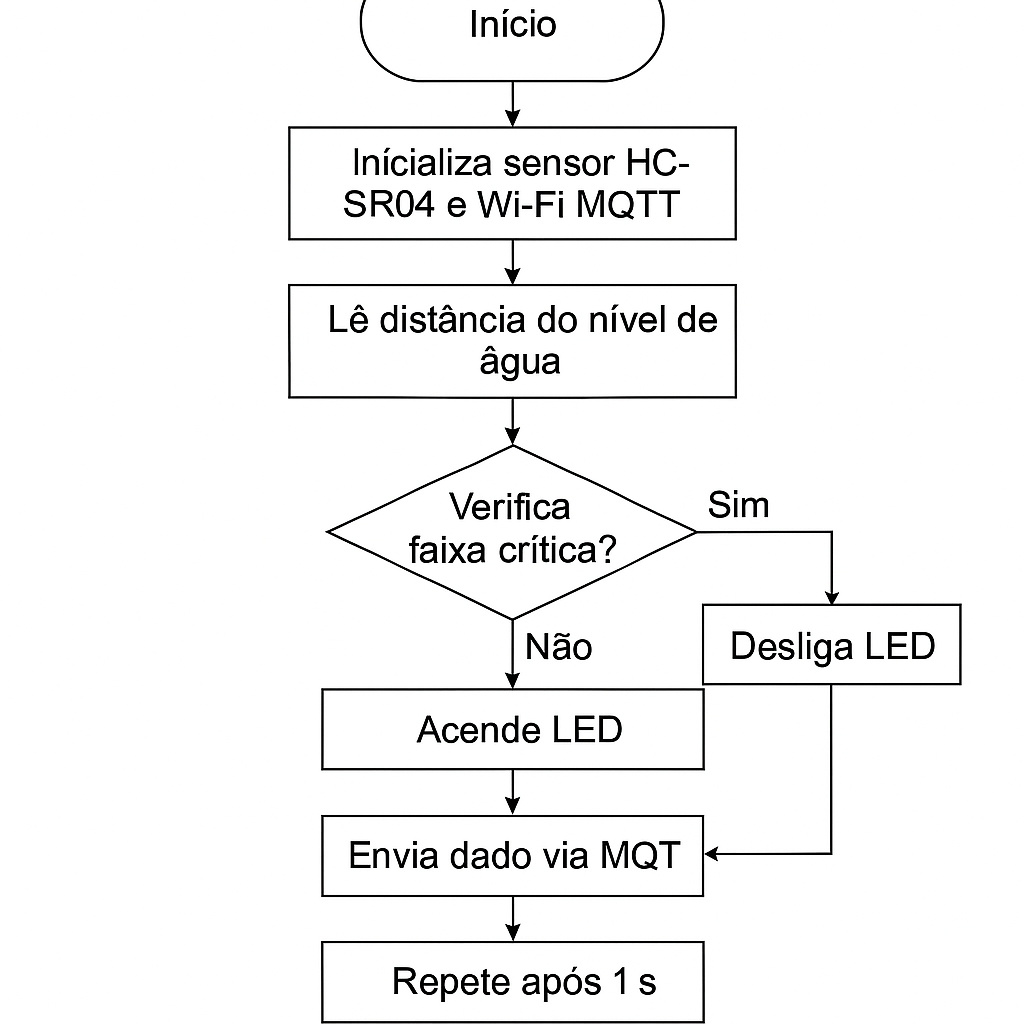 Início
Inícializa sensor HC-
SR04 e Wi-Fi MQTT
Lê distância do nível de
âgua
Verifica
faixa crítica?
Sim
Não
Desliga LED
Acende LED
Envia dado via MQT
Repete após 1 s